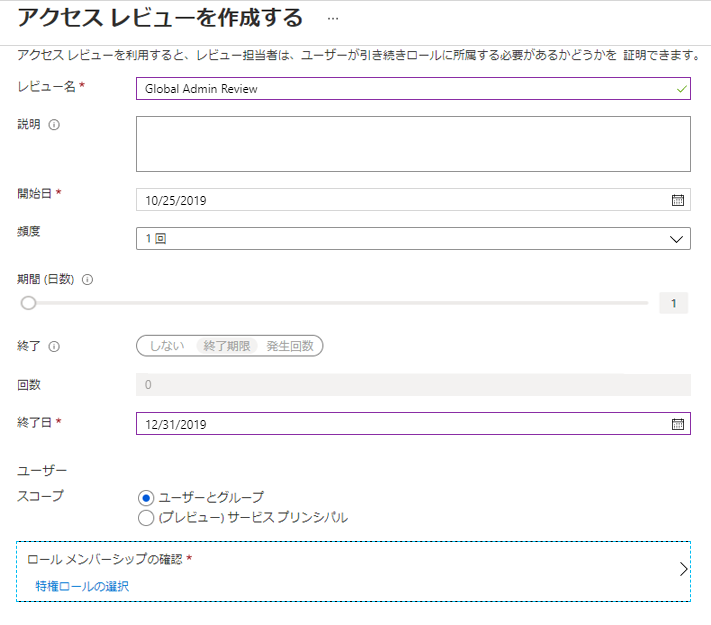 アクセス レビューを作成する ...
アクセス レビューを利用すると、レビュー担当者は、ユーザーが引き続きロールに所属する必要があるかどうかを 証明できます。
レビュー名 * Global Admin Review
説明
開始日 * 10/25/2019
頻度 1 回
期間 (日数)
1
終了 しない 終了期限 発生回数
回数 0
終了日 * 12/31/2019
ユーザー
スコープ ユーザーとグループ
(プレビュー) サービス プリンシパル
ロール メンバーシップの確認 *
特権ロールの選択